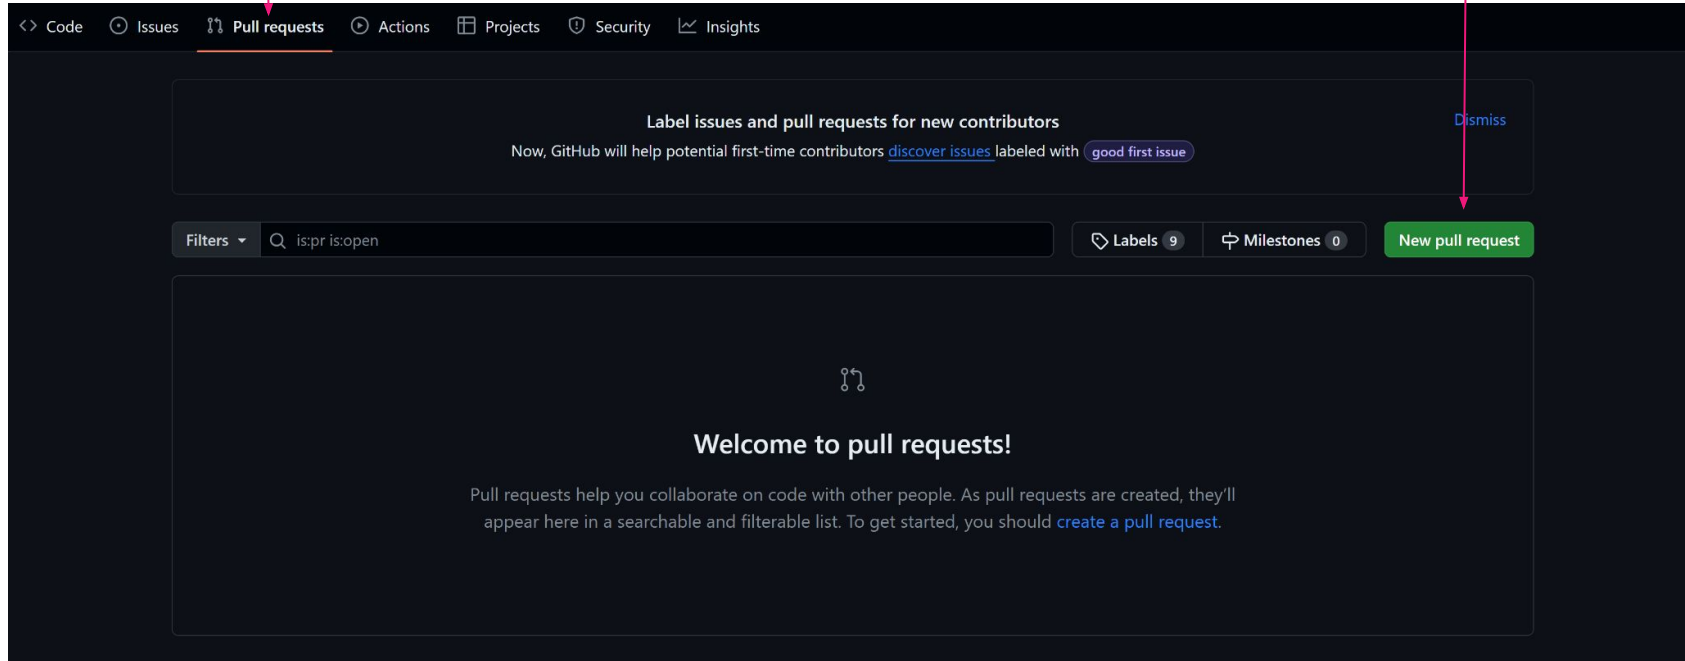 Code Issues Pull requests Actions Projects Security Insights
Label issues and pull requests for new contributors
Dismiss
Now, GitHub will help potential first-time contributors discover issues labeled with good first issue
Filters is:pr is:open Labels 9 Milestones 0 New pull request
Welcome to pull requests!
Pull requests help you collaborate on code with other people. As pull requests are created, they'll
appear here in a searchable and filterable list. To get started, you should create a pull request.